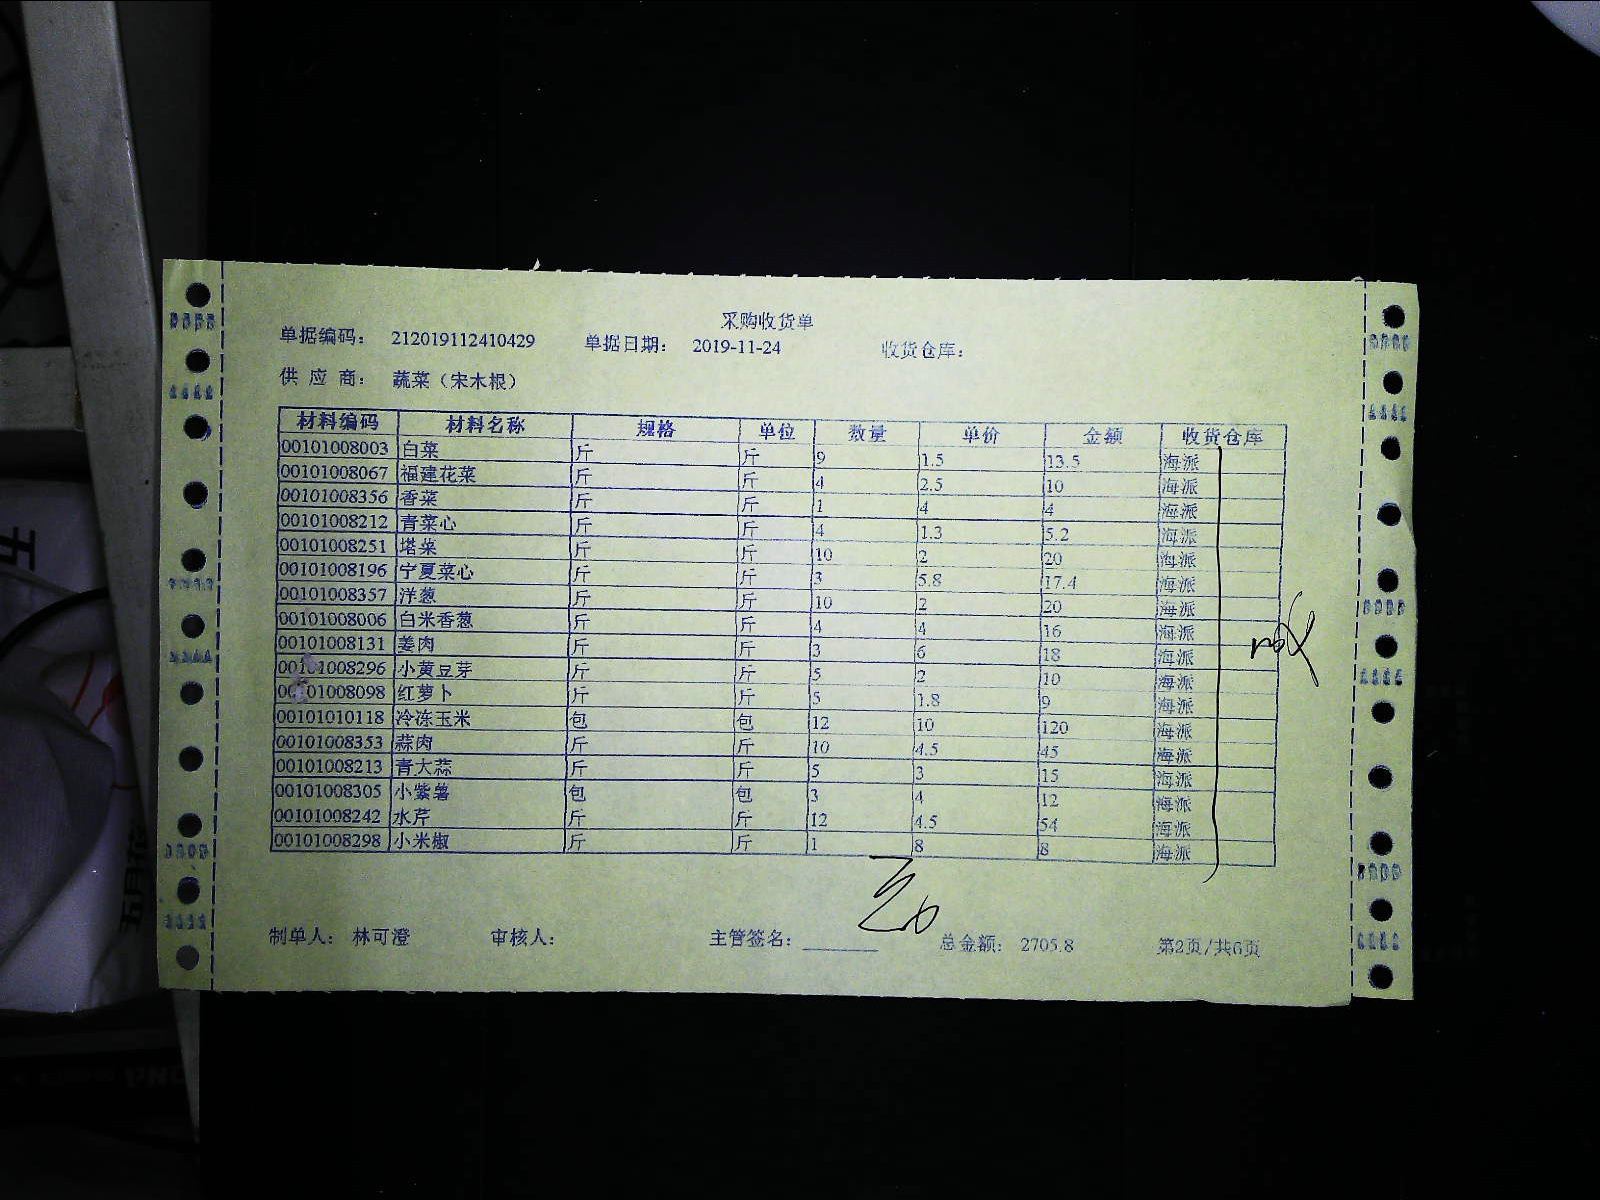 采购收货单
单据编码： 212019112410429 单据日期： 2019-11-24 收货仓库：
供 应 商： 蔬菜（宋木根）
材料编码 材料名称 规格 单位 数量 单价 金额 收货仓库
00101008003 白菜 斤 斤 9 1.5 13.5 海派
00101008067 福建花菜 斤 斤 4 2.5 10 海派
00101008356 香菜 斤 斤 1 4 4 海派
00101008212 青菜心 斤 斤 4 1.3 5.2 海派
00101008251 塔菜 斤 斤 10 2 20 海派
00101008196 宁夏菜心 斤 斤 3 5.8 17.4 海派
00101008357 洋葱 斤 斤 10 2 20 海派
00101008006 白米香葱 斤 斤 4 4 16 海派
00101008131 姜肉 斤 斤 3 6 18 海派
00101008296 小黄豆芽 斤 斤 5 2 10 海派
00101008098 红萝卜 斤 斤 5 1.8 9 海派
00101010118 冷冻玉米 包 包 12 10 120 海派
00101008353 蒜肉 斤 斤 10 4.5 45 海派
00101008213 青大蒜 斤 斤 5 3 15 海派
00101008305 小紫薯 包 包 3 4 12 海派
00101008242 水芹 斤 斤 12 4.5 54 海派
00101008298 小米椒 斤 斤 1 8 8 海派
制单人： 林可澄 审核人： 主管签名： 总金额： 2705.8 第2页/共6页